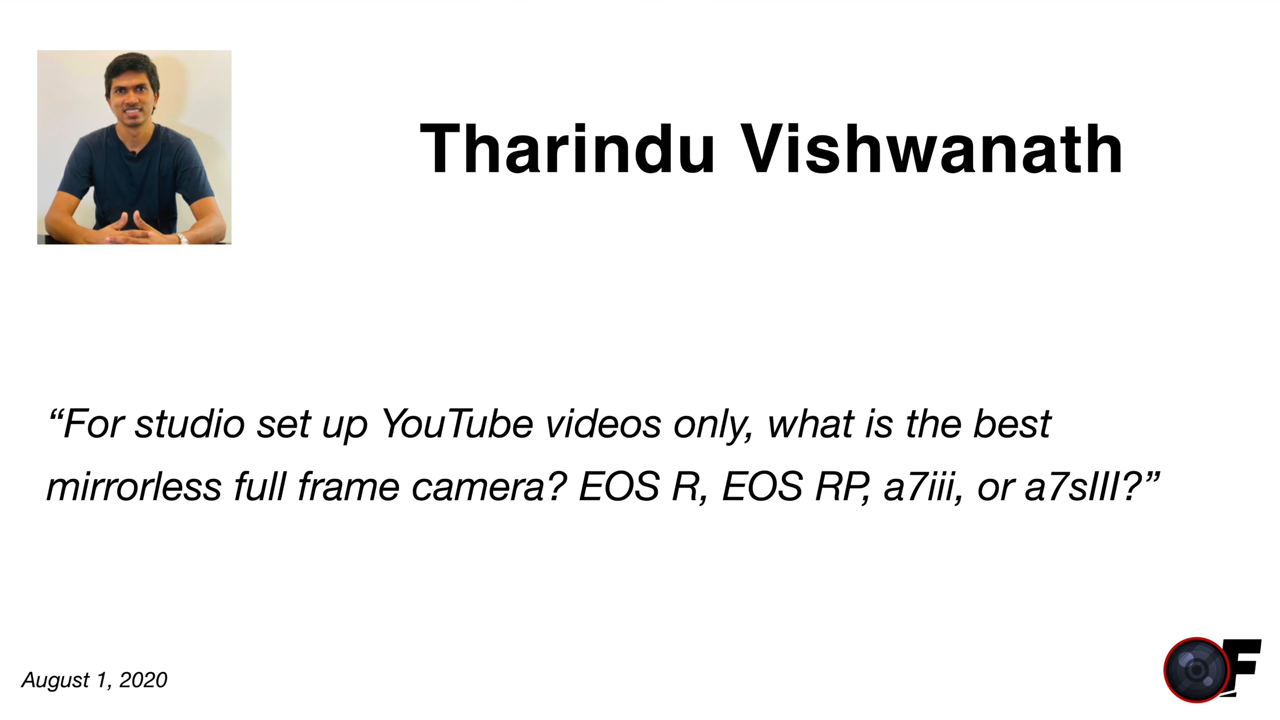 Tharindu Vishwanath
“For studio set up YouTube videos only, what is the best
mirrorless full frame camera? EOS R, EOS RP, a7iii, or a7sIII?”
August 1, 2020
F